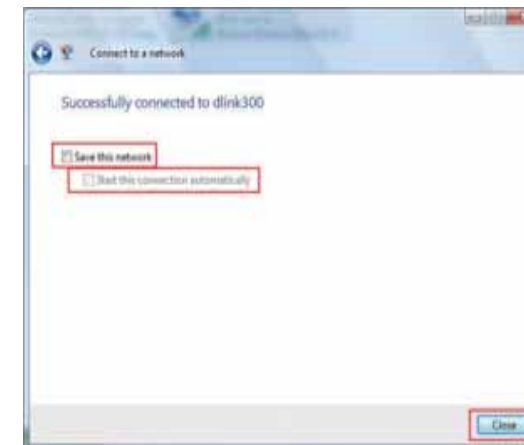 Connect to a network
Successfully connected to dlink300
Save this network
Start this connection automatically
Close